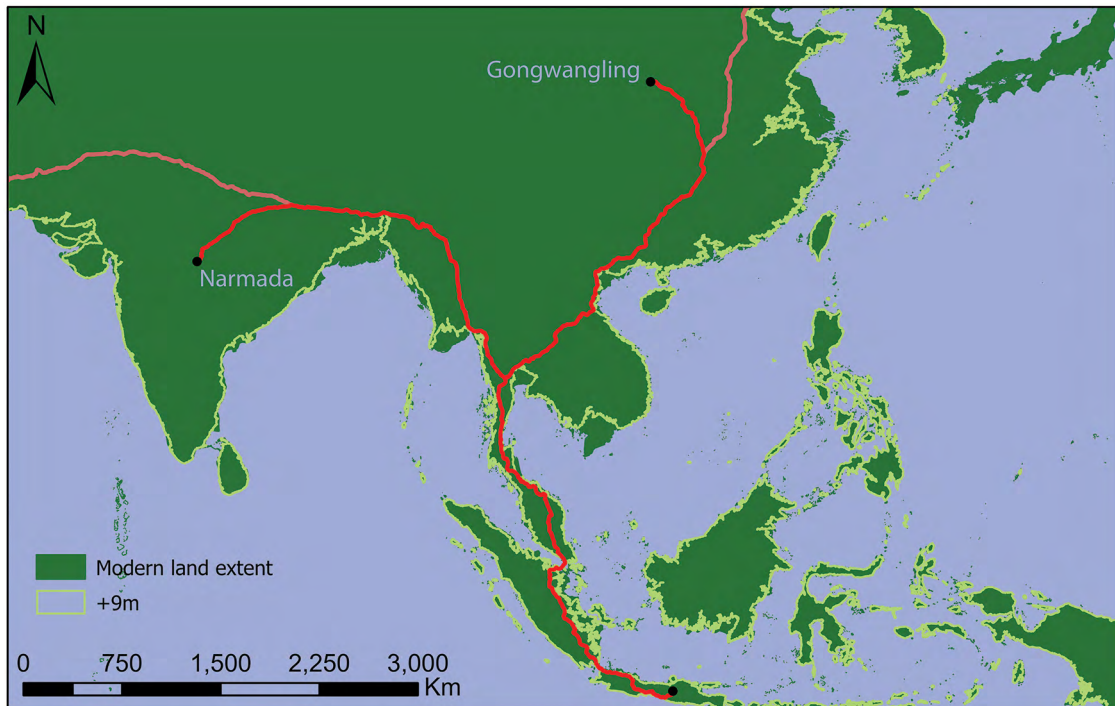 N
Gongwangling
Narmada
Modern land extent
+9m
0 750 1,500 2,250 3,000
Km